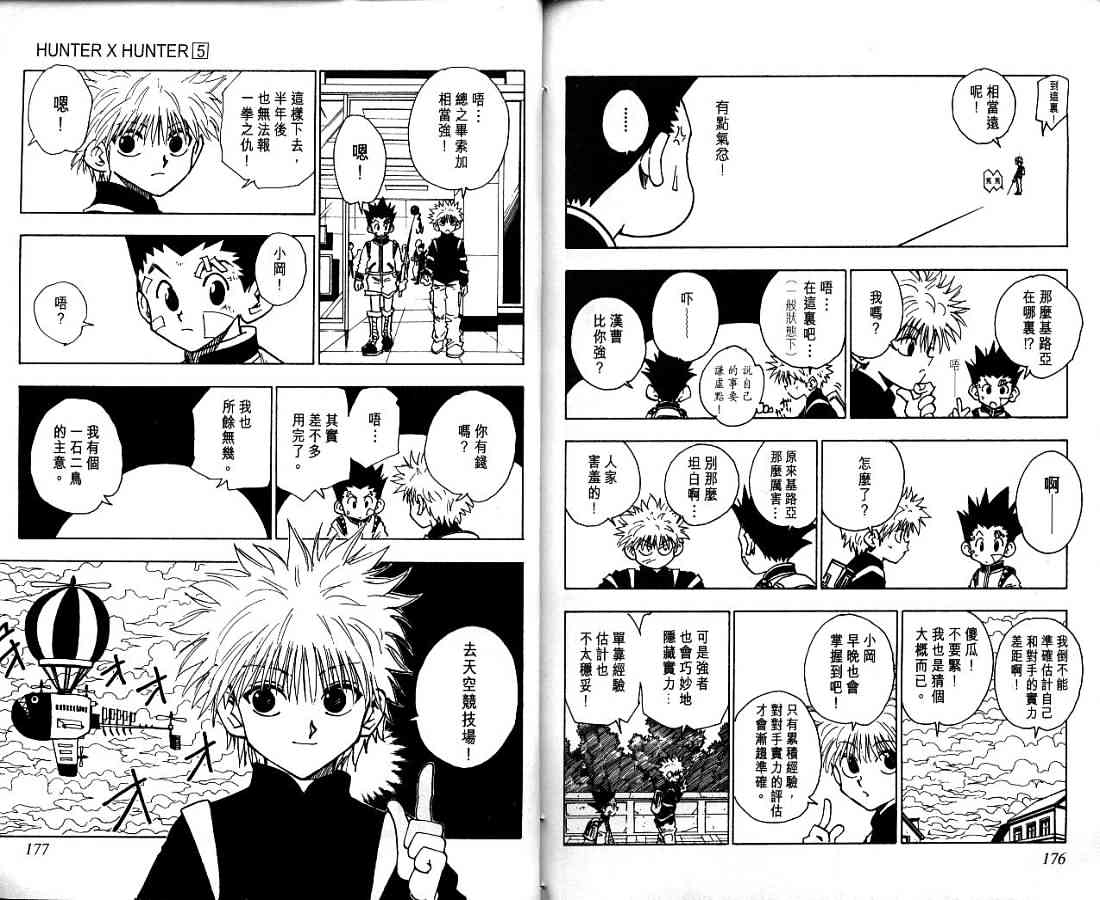 HUNTER X HUNTER 5
到這裏！
相當遠
呢！
罵罵
有點氣忿！
……
那麼基路亞
在哪裏!?
唔—
我嗎？
唔…
在這裏吧…
（一般狀態下）
說自己
的事要
謙虛點！
吓——
漢曹
比你強？
啊——
怎麼了？
原來基路亞
那麼厲害…
別那麼
坦白啊…
人家
害羞的！
我倒不能
準確估計自己
和對手的實力
差距啊！
傻瓜！
不要緊！
我也是猜個
大概而已。
小岡
早晚也會
掌握到吧！
只有累積經驗，
對對手實力的評估
才會漸趨準確。
可是強者
也會巧妙地
隱藏實力…
單靠經驗
估計也
不太穩妥！
176
唔…
總之畢索加
相當強！
嗯！
這樣下去，
半年後
也無法報
一拳之仇！
嗯！
小岡！
唔？
你有錢
嗎？
唔…
其實
差不多
用完了。
我也
所餘無幾。
我有個
一石二鳥
的主意。
去天空競技場！
オオオオオオ
177